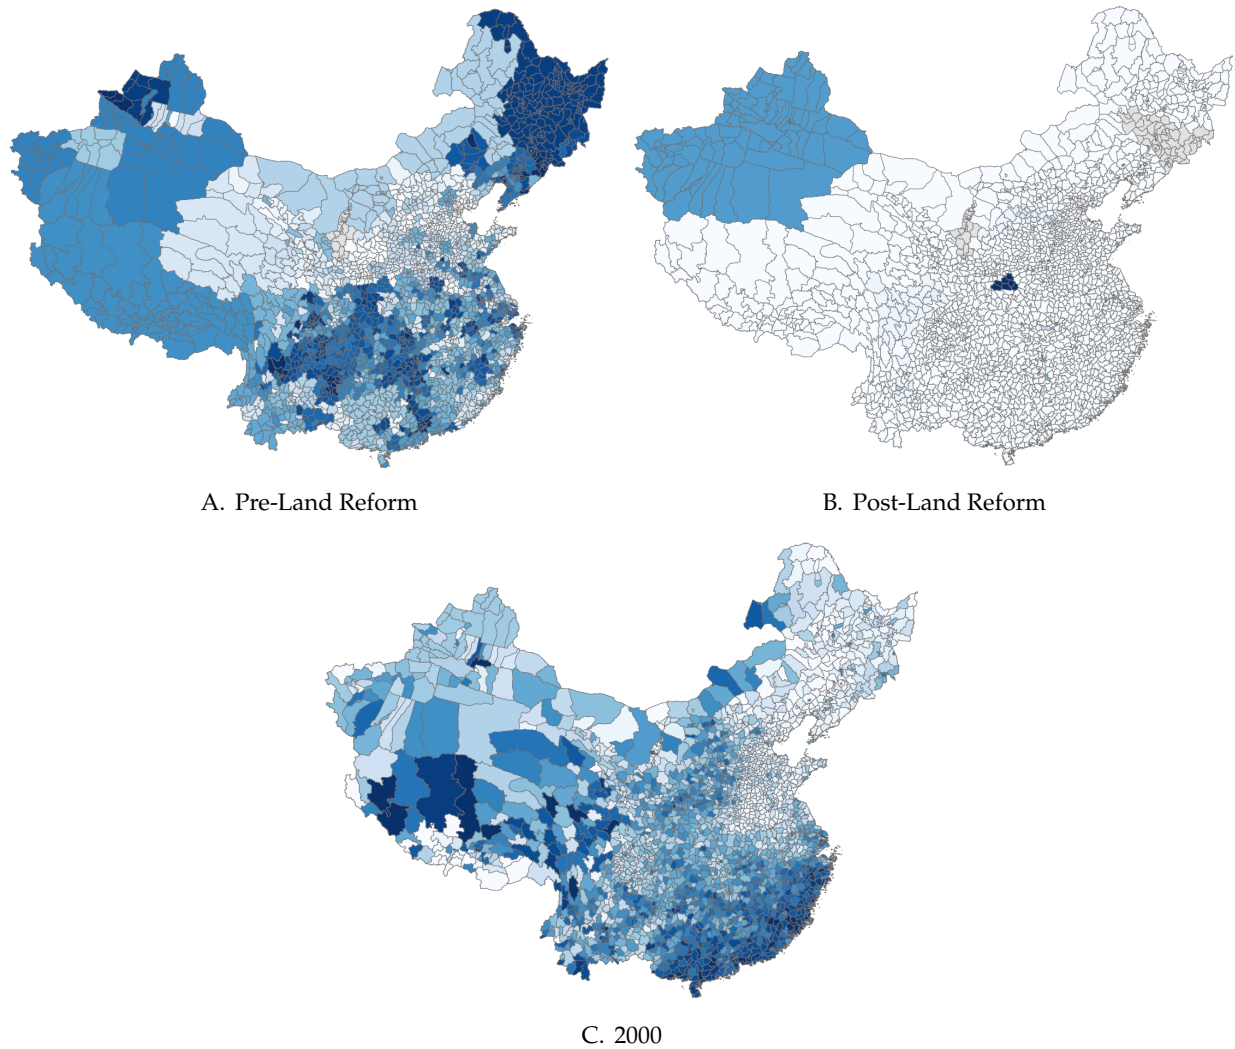 A. Pre-Land Reform
B. Post-Land Reform
C. 2000